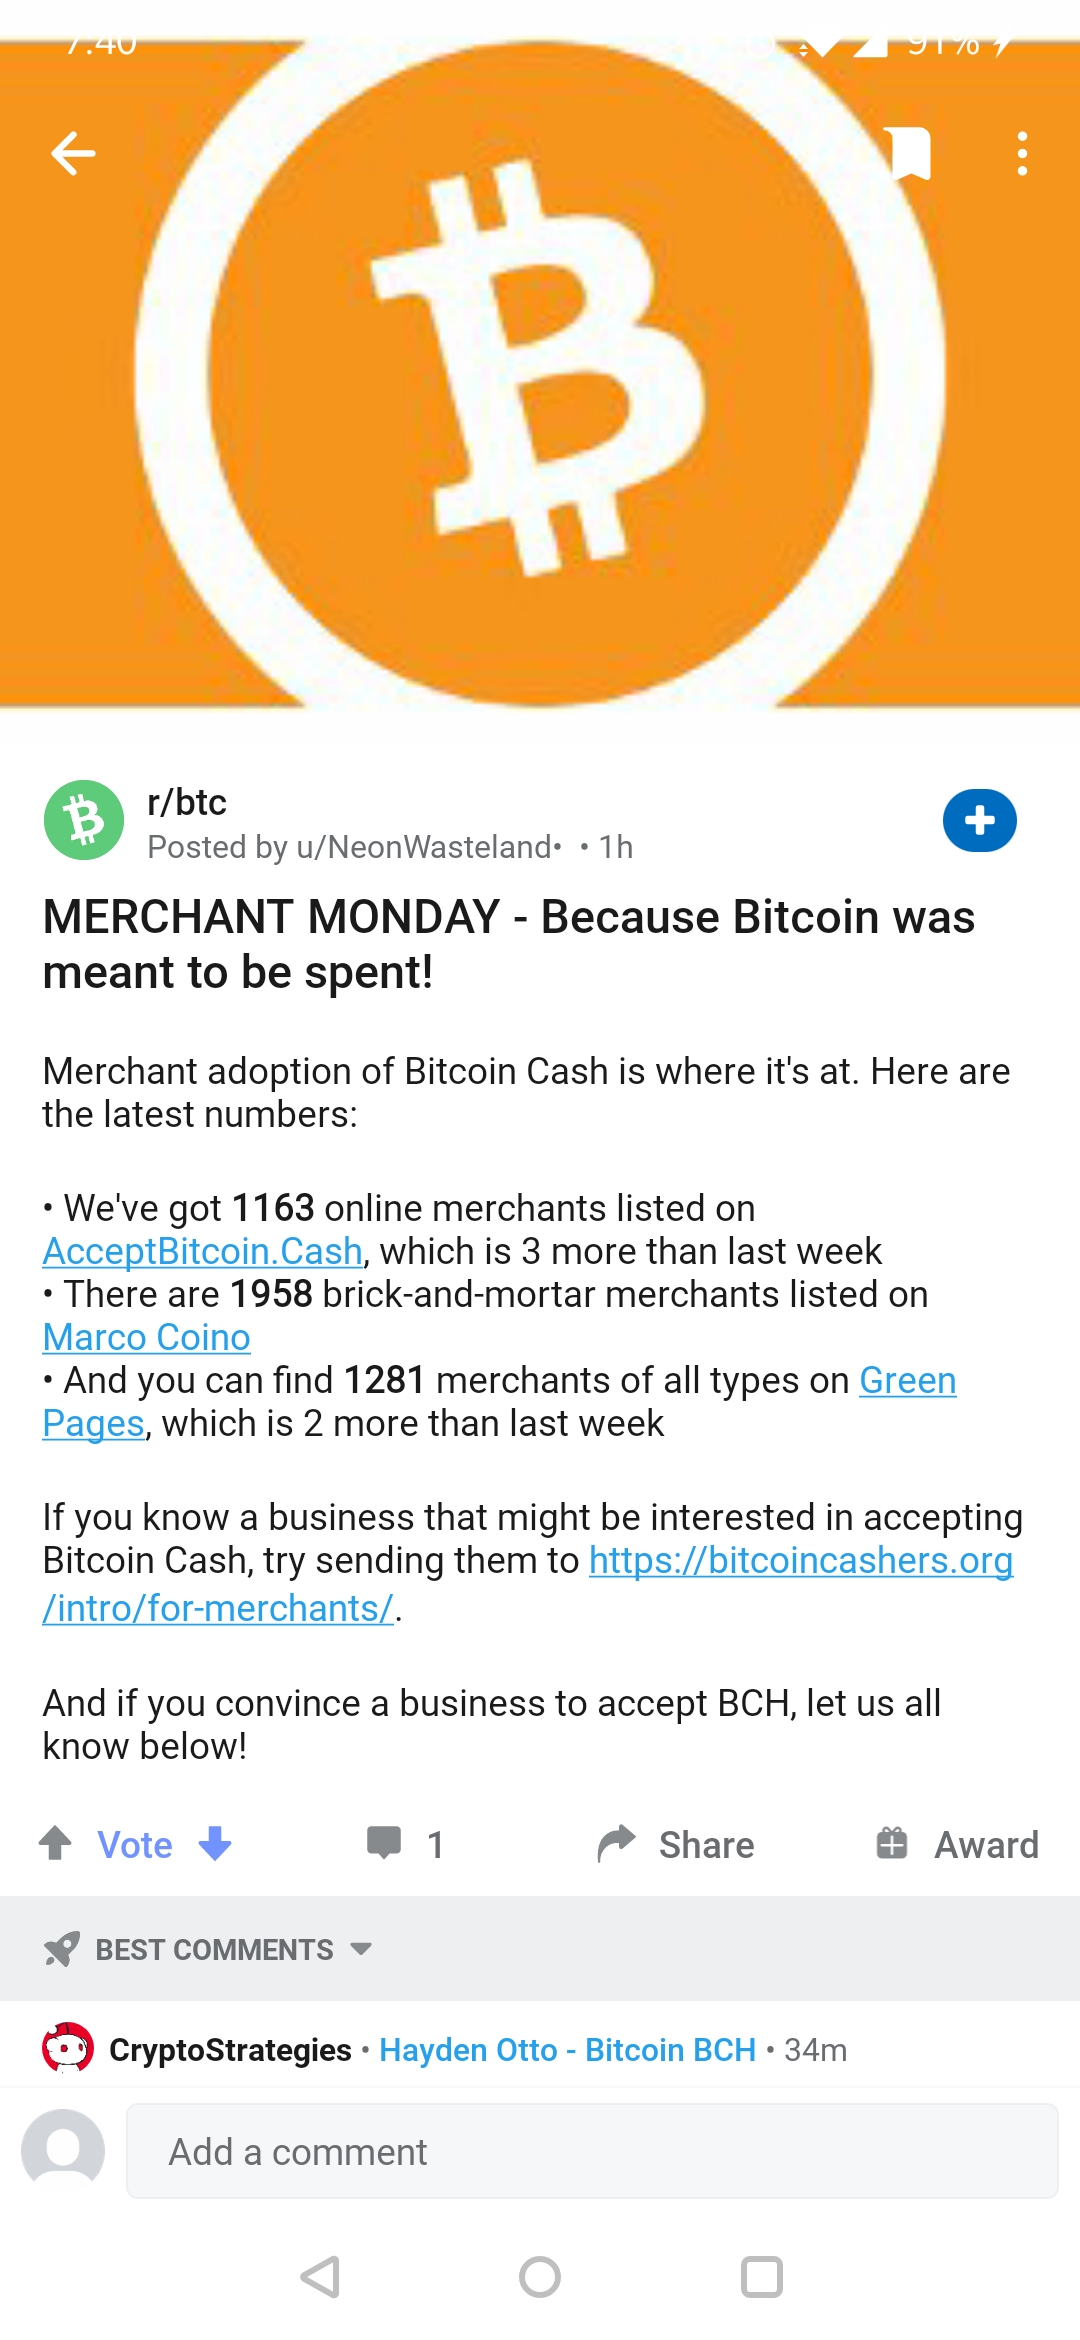 7:40 91%
r/btc
Posted by u/NeonWasteland• • 1h
MERCHANT MONDAY - Because Bitcoin was
meant to be spent!
Merchant adoption of Bitcoin Cash is where it's at. Here are
the latest numbers:
• We've got 1163 online merchants listed on
AcceptBitcoin.Cash, which is 3 more than last week
• There are 1958 brick-and-mortar merchants listed on
Marco Coino
• And you can find 1281 merchants of all types on Green
Pages, which is 2 more than last week
If you know a business that might be interested in accepting
Bitcoin Cash, try sending them to https://bitcoincashers.org
/intro/for-merchants/.
And if you convince a business to accept BCH, let us all
know below!
Vote 1 Share Award
BEST COMMENTS
CryptoStrategies • Hayden Otto - Bitcoin BCH • 34m
Add a comment